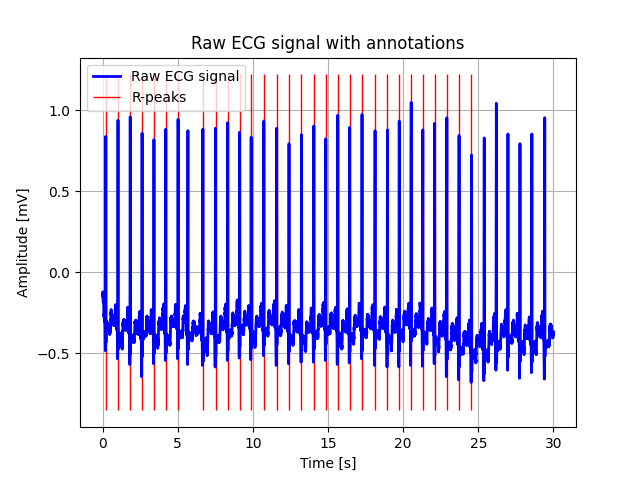 Raw ECG signal with annotations
Raw ECG signal
R-peaks
1.0
0.5
0.0
−0.5
Amplitude [mV]
0 5 10 15 20 25 30
Time [s]